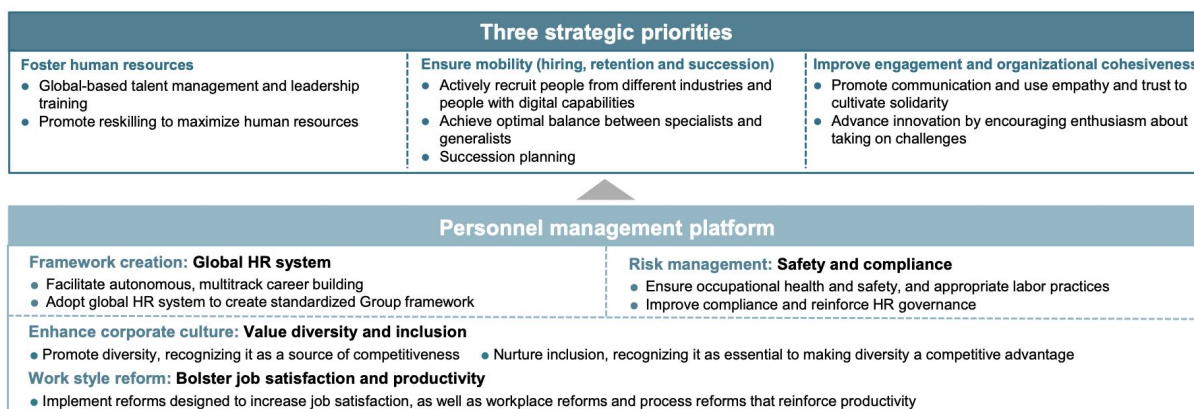 Three strategic priorities
Foster human resources
Global-based talent management and leadership
training
Promote reskilling to maximize human resources
Ensure mobility (hiring, retention and succession)
Actively recruit people from different industries and
people with digital capabilities
Achieve optimal balance between specialists and
generalists
Succession planning
Improve engagement and organizational cohesiveness
Promote communication and use empathy and trust to
cultivate solidarity
Advance innovation by encouraging enthusiasm about
taking on challenges
Personnel management platform
Framework creation: Global HR system
Facilitate autonomous, multitrack career building
Adopt global HR system to create standardized Group framework
Risk management: Safety and compliance
Ensure occupational health and safety, and appropriate labor practices
Improve compliance and reinforce HR governance
Enhance corporate culture: Value diversity and inclusion
Promote diversity, recognizing it as a source of competitiveness
Nurture inclusion, recognizing it as essential to making diversity a competitive advantage
Work style reform: Bolster job satisfaction and productivity
Implement reforms designed to increase job satisfaction, as well as workplace reforms and process reforms that reinforce productivity